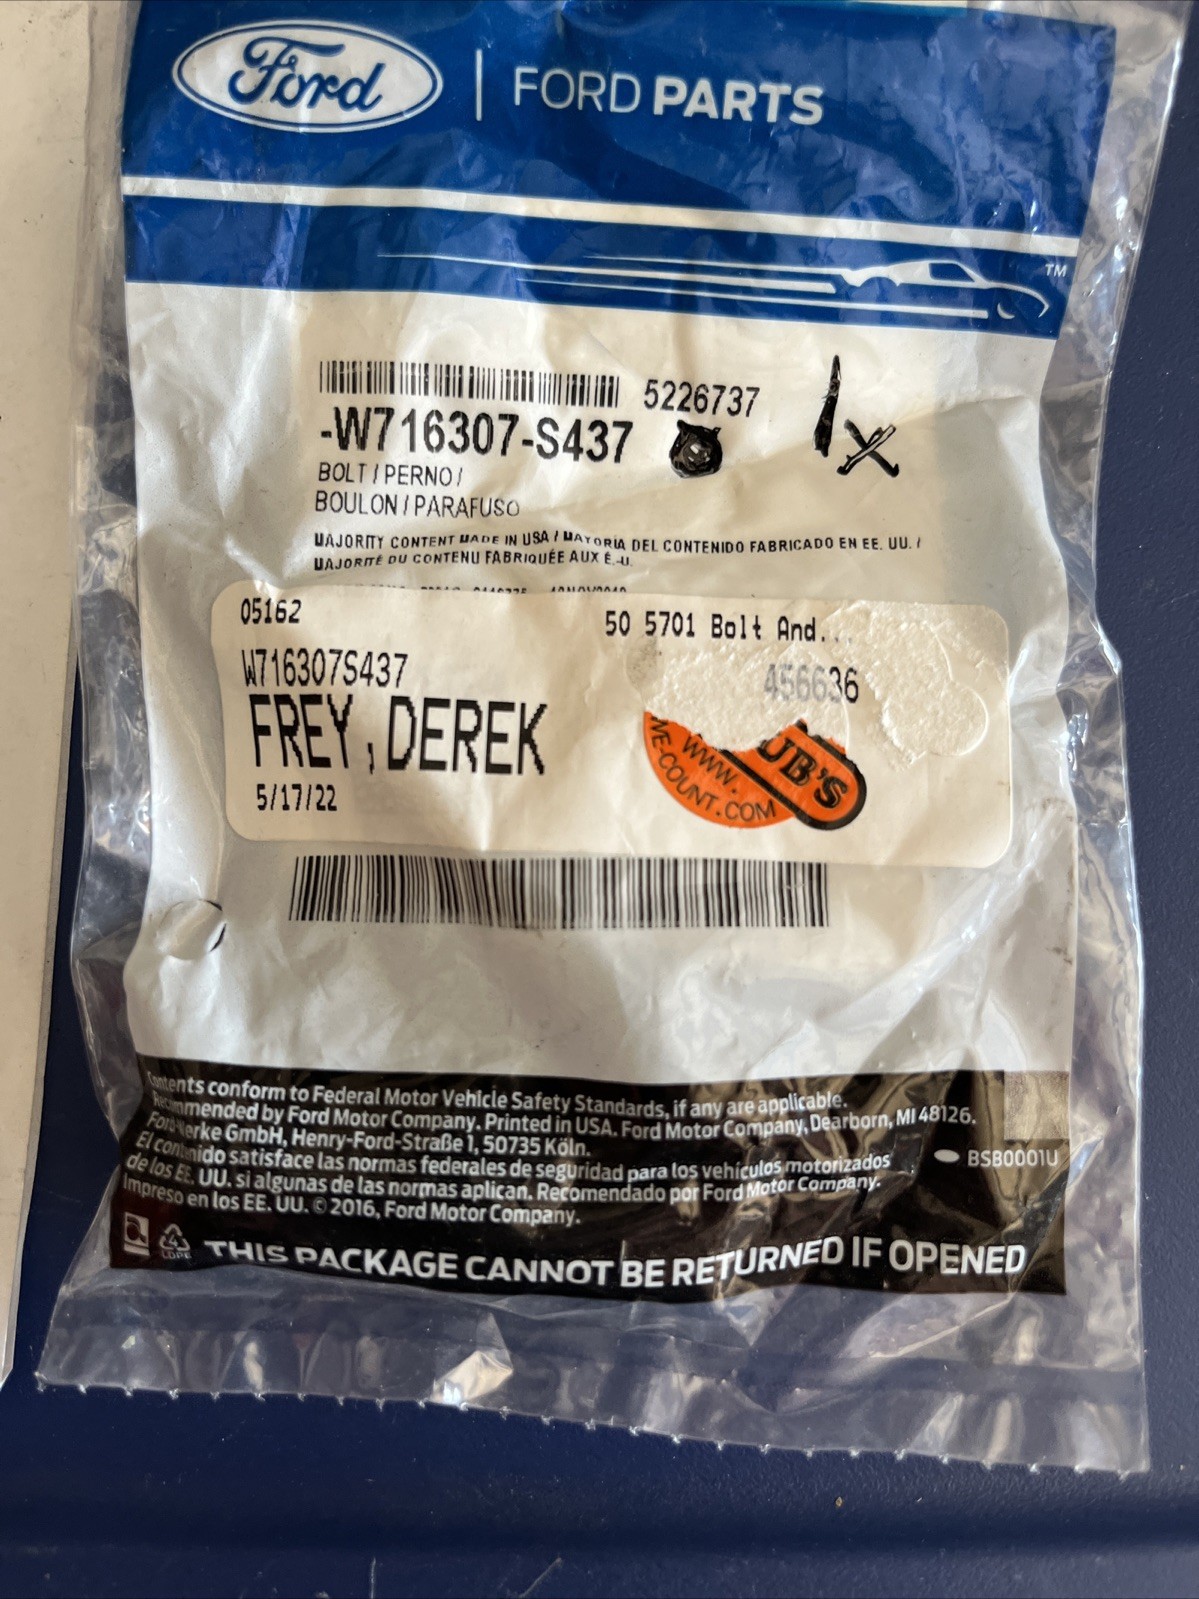 Ford | FORD PARTS
TM
5226737
1x
-W716307-S437
BOLT / PERNO /
BOULON / PARAFUSO
MAJORITY CONTENT MADE IN USA / MAYORIA DEL CONTENIDO FABRICADO EN EE. UU. /
MAJORITÉ DU CONTENU FABRIQUÉE AUX É.-U.
05162
50 5701 Bolt And...
W716307S437
456636
FREY,DEREK
5/17/22
UB'S
WWW.
WE-COUNT.COM
Contents conform to Federal Motor Vehicle Safety Standards, if any are applicable.
Recommended by Ford Motor Company. Printed in USA. Ford Motor Company, Dearborn, MI 48126.
Ford-Werke GmbH, Henry-Ford-Straße 1, 50735 Köln.
El contenido satisface las normas federales de seguridad para los vehículos motorizados
de los EE. UU. si algunas de las normas aplican. Recomendado por Ford Motor Company.
Impreso en los EE. UU. © 2016, Ford Motor Company.
BSB0001U
4
LDPE
THIS PACKAGE CANNOT BE RETURNED IF OPENED